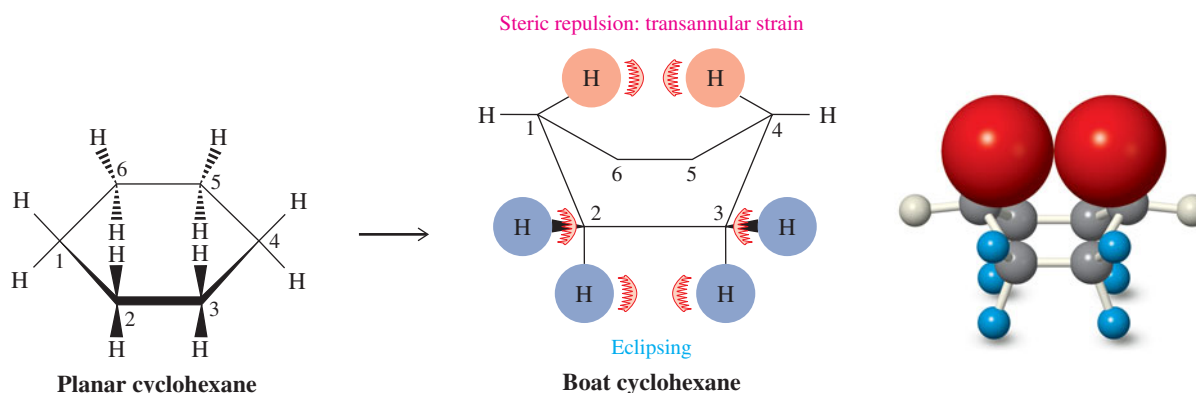 Steric repulsion: transannular strain
H H
H 1 4 H
6 5
H 2 3 H
H H
Eclipsing
Boat cyclohexane
H H
6 5
H H H H
H H
1 4
H H H H
2 3
H H
Planar cyclohexane